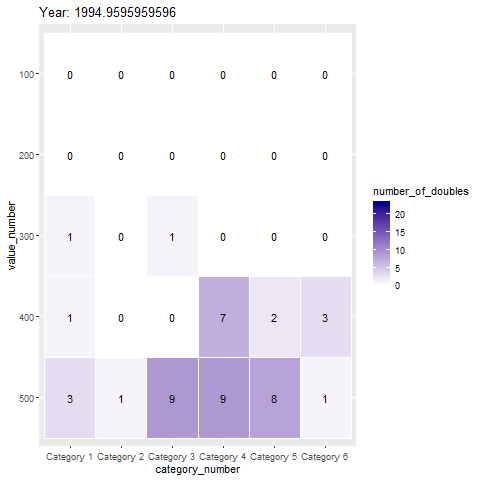 Year: 1994.9595959596
value_number
100 0 0 0 0 0 0
200 0 0 0 0 0 0
300 1 0 1 0 0 0
400 1 0 0 7 2 3
500 3 1 9 9 8 1
Category 1 Category 2 Category 3 Category 4 Category 5 Category 6
category_number
number_of_doubles
20
15
10
5
0